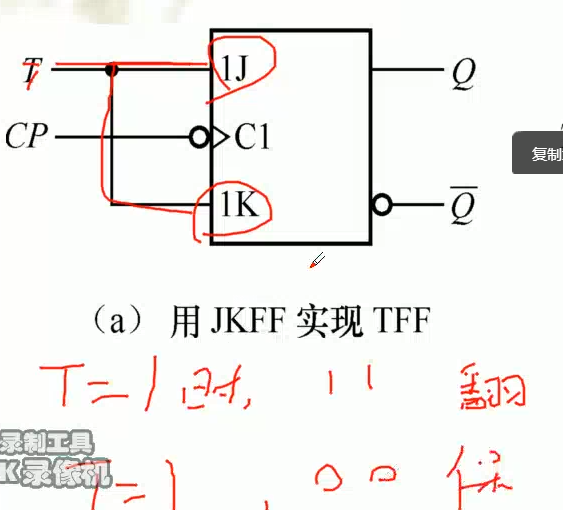 T 1J Q
CP C1 复制
1K Q̅
（a） 用 JKFF 实现 TFF
T=1时, 11 翻
录制工具
K录像机
T=1 , 00 保